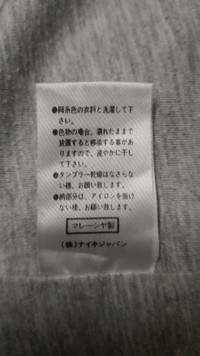 ●同系色の衣料と洗濯して下
さい。
●色物の場合、濡れたままで
放置すると移染する事があ
りますので、速やかに干し
て下さい。
●タンブラー乾燥はなさらな
い様、お願い致します。
●柄部分は、アイロンを掛け
ない様、お願い致します。
マレーシヤ製
(株)ナイキジャパン